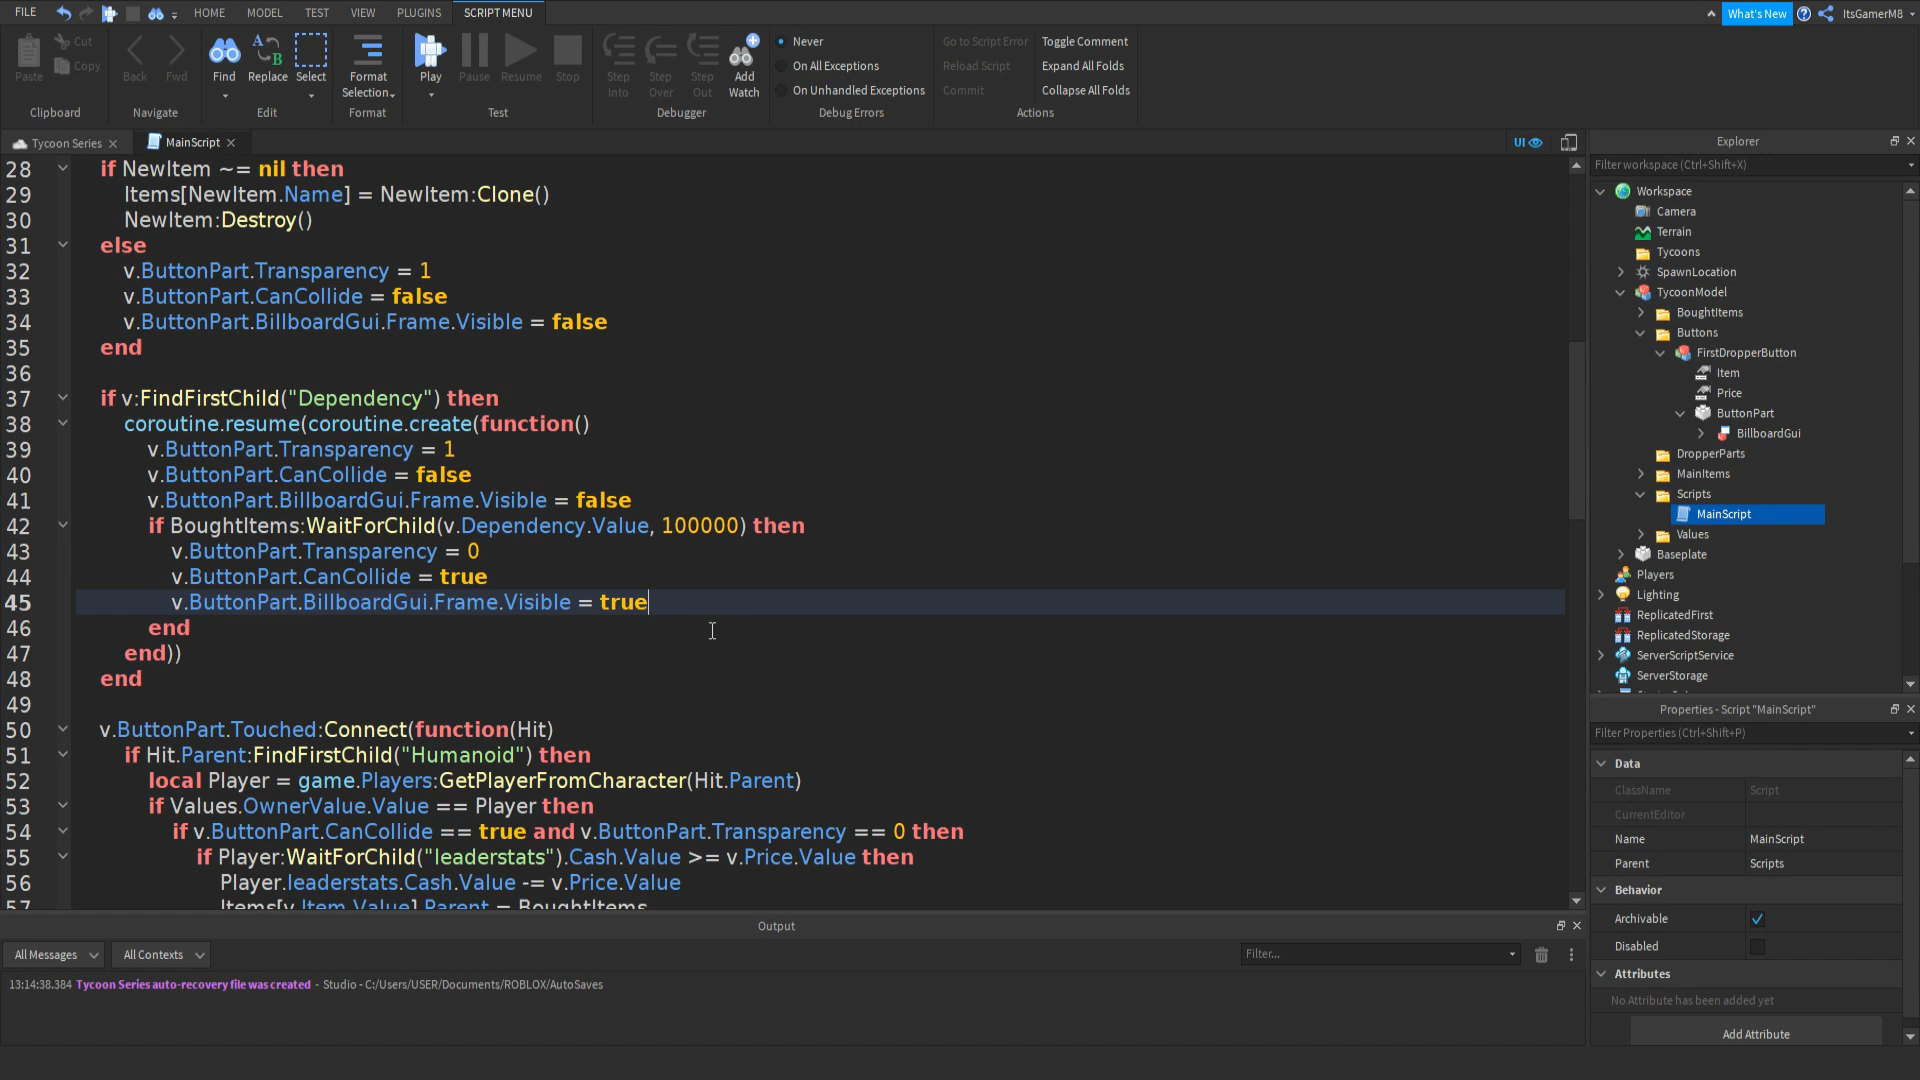 FILE HOME MODEL TEST VIEW PLUGINS SCRIPT MENU What's New ItsGamerM8
Cut
Copy
Paste
Back Fwd
Find Replace Select
Format
Selection
Play Pause Resume Stop
Step
Into
Step
Over
Step
Out
Add
Watch
Never
On All Exceptions
On Unhandled Exceptions
Go to Script Error
Reload Script
Commit
Toggle Comment
Expand All Folds
Collapse All Folds
Clipboard Navigate Edit Format Test Debugger Debug Errors Actions
Tycoon Series MainScript UI
28 if NewItem ~= nil then
29 Items[NewItem.Name] = NewItem:Clone()
30 NewItem:Destroy()
31 else
32 v.ButtonPart.Transparency = 1
33 v.ButtonPart.CanCollide = false
34 v.ButtonPart.BillboardGui.Frame.Visible = false
35 end
36
37 if v:FindFirstChild("Dependency") then
38 coroutine.resume(coroutine.create(function()
39 v.ButtonPart.Transparency = 1
40 v.ButtonPart.CanCollide = false
41 v.ButtonPart.BillboardGui.Frame.Visible = false
42 if BoughtItems:WaitForChild(v.Dependency.Value, 100000) then
43 v.ButtonPart.Transparency = 0
44 v.ButtonPart.CanCollide = true
45 v.ButtonPart.BillboardGui.Frame.Visible = true
46 end
47 end))
48 end
49
50 v.ButtonPart.Touched:Connect(function(Hit)
51 if Hit.Parent:FindFirstChild("Humanoid") then
52 local Player = game.Players:GetPlayerFromCharacter(Hit.Parent)
53 if Values.OwnerValue.Value == Player then
54 if v.ButtonPart.CanCollide == true and v.ButtonPart.Transparency == 0 then
55 if Player:WaitForChild("leaderstats").Cash.Value >= v.Price.Value then
56 Player.leaderstats.Cash.Value -= v.Price.Value
57 Items[v.Item.Value].Parent = BoughtItems
Explorer
Filter workspace (Ctrl+Shift+X)
Workspace
Camera
Terrain
Tycoons
SpawnLocation
TycoonModel
BoughtItems
Buttons
FirstDropperButton
Item
Price
ButtonPart
BillboardGui
DropperParts
MainItems
Scripts
MainScript
Values
Baseplate
Players
Lighting
ReplicatedFirst
ReplicatedStorage
ServerScriptService
ServerStorage
Properties - Script "MainScript"
Filter Properties (Ctrl+Shift+P)
Data
ClassName Script
CurrentEditor
Name MainScript
Parent Scripts
Behavior
Archivable
Disabled
Attributes
No Attribute has been added yet
Add Attribute
Output
All Messages All Contexts Filter...
13:14:38.384 Tycoon Series auto-recovery file was created - Studio - C:/Users/USER/Documents/ROBLOX/AutoSaves